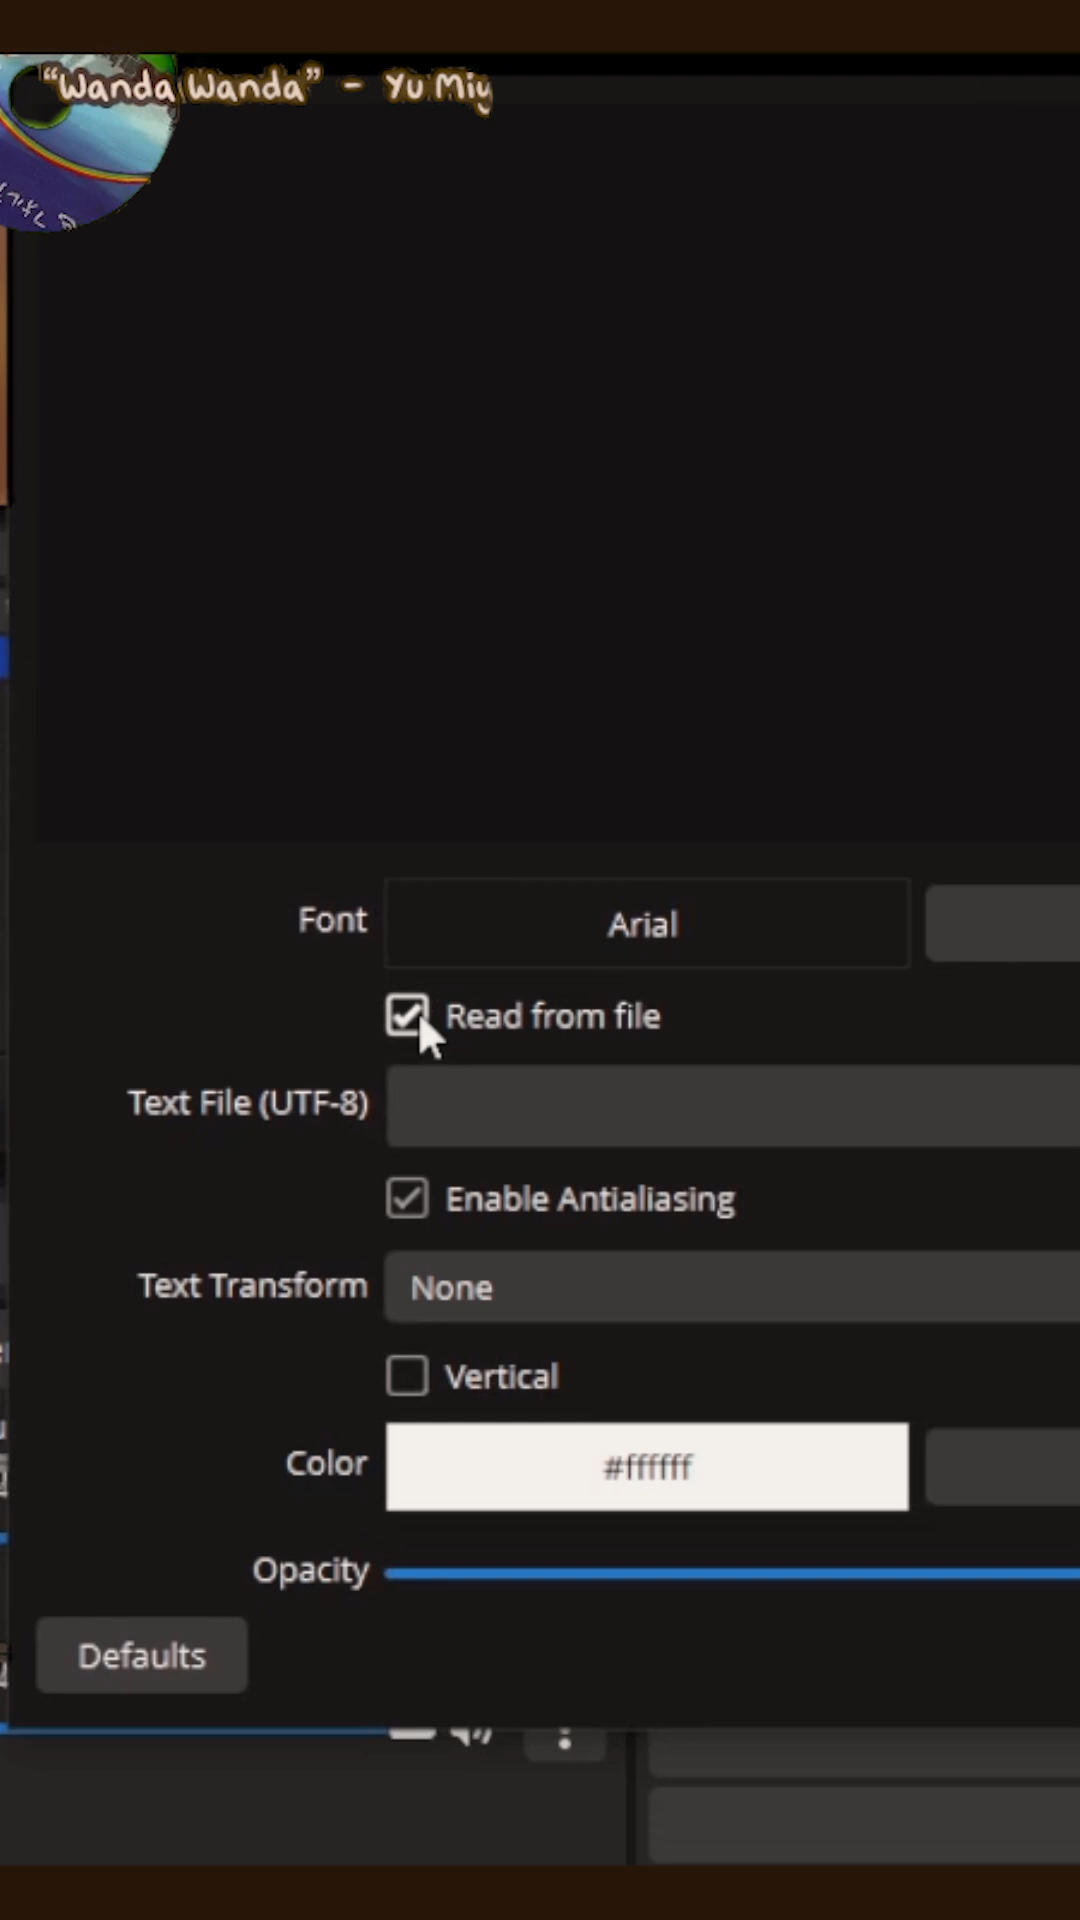 “Wanda Wanda” - Yu Miy
Font
Arial
Read from file
Text File (UTF-8)
Enable Antialiasing
Text Transform
None
Vertical
Color
#ffffff
Opacity
Defaults